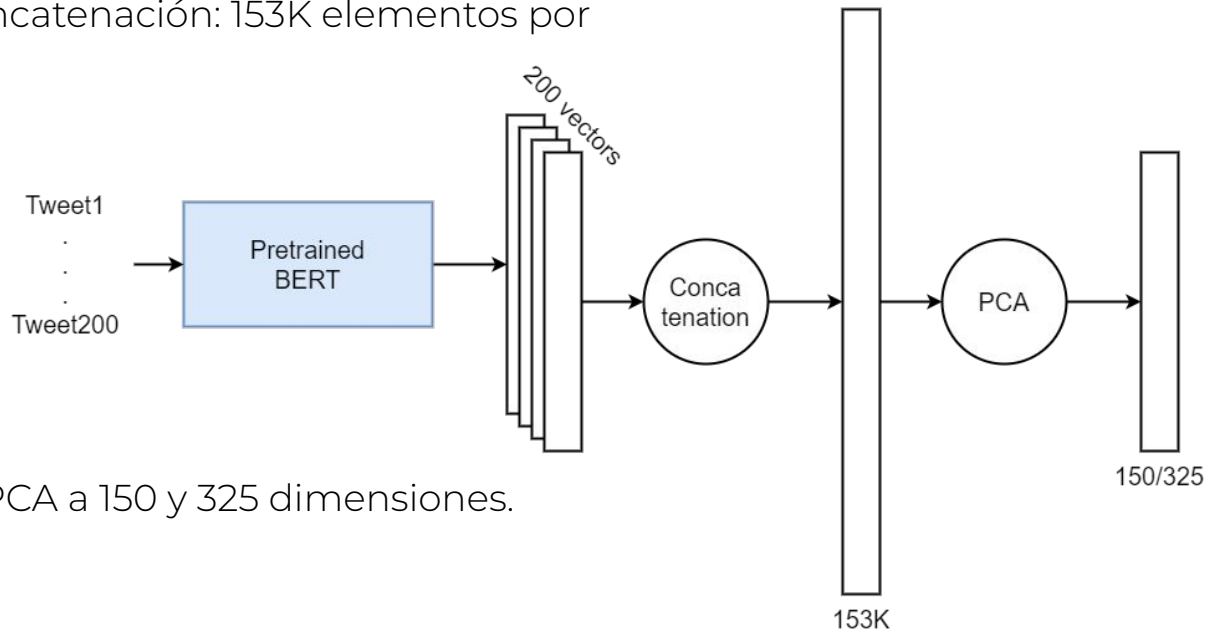 ncatenación: 153K elementos por
200 vectors
Tweet1
.
.
.
Tweet200
Pretrained
BERT
Conca
tenation
PCA
150/325
PCA a 150 y 325 dimensiones.
153K